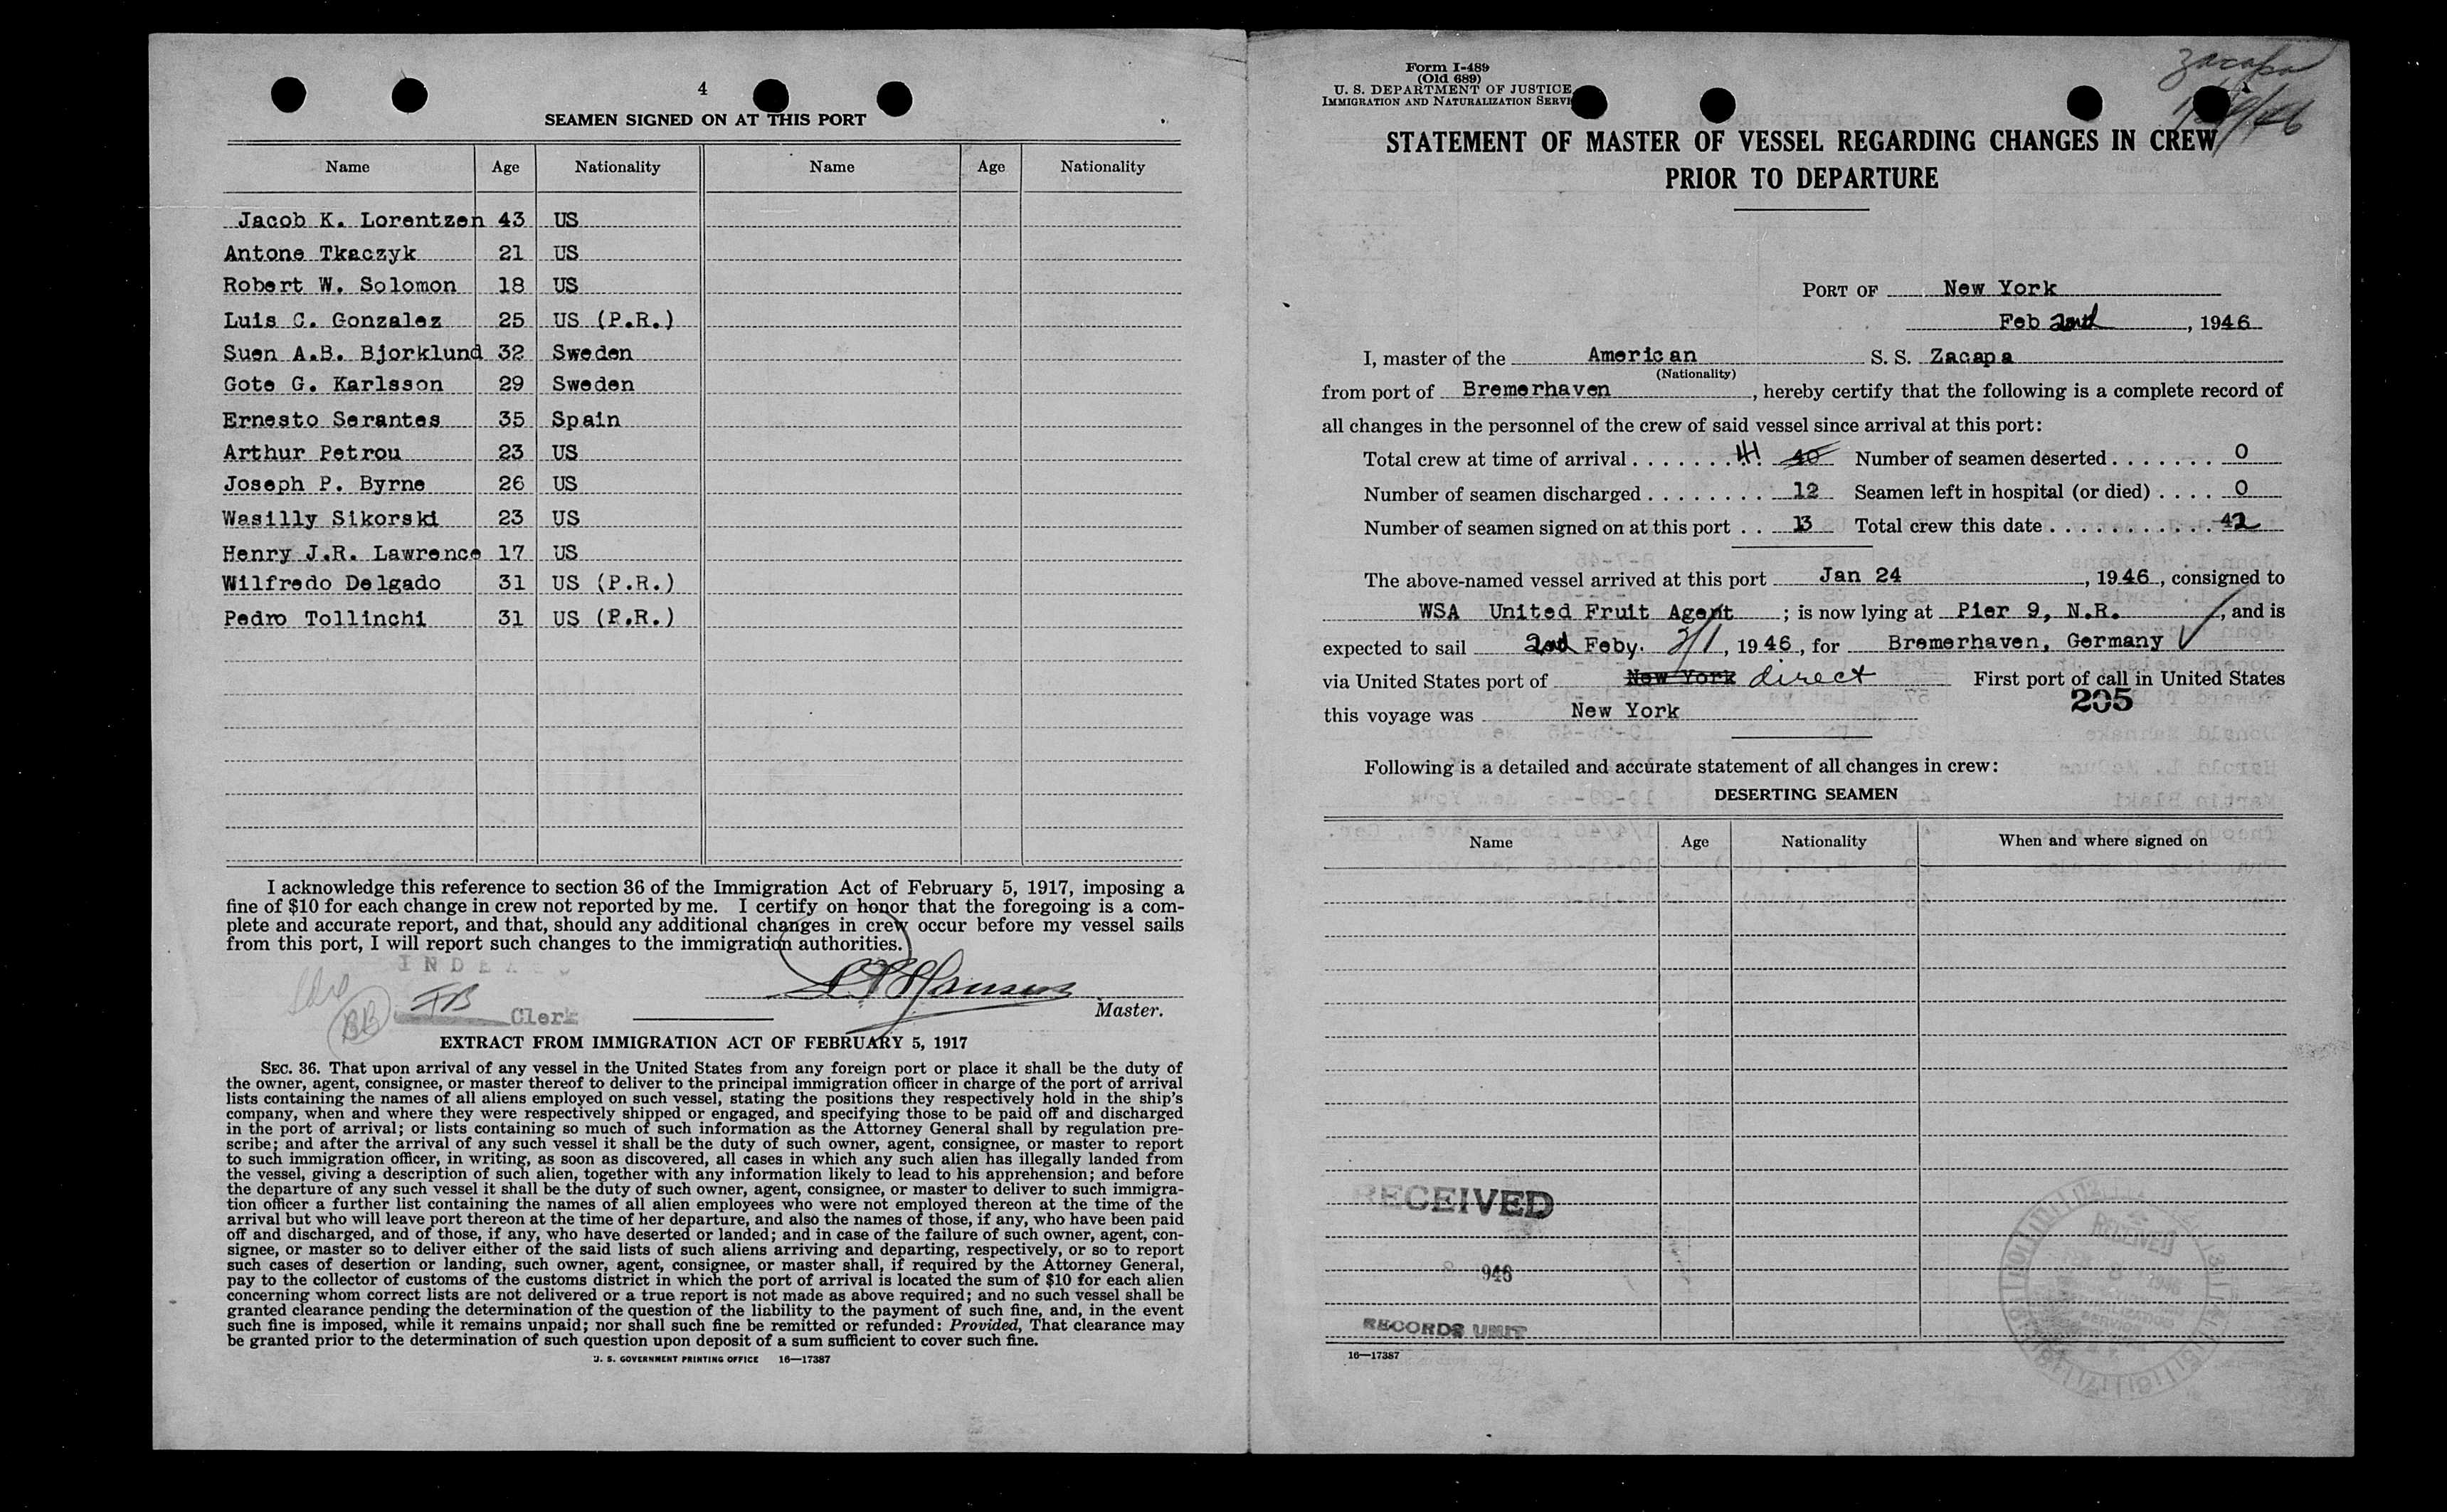 4
SEAMEN SIGNED ON AT THIS PORT
Name Age Nationality Name Age Nationality
Jacob K. Lorentzen 43 US
Antone Tkaczyk 21 US
Robert W. Solomon 18 US
Luis C. Gonzalez 25 US (P.R.)
Suen A.B. Bjorklund 32 Sweden
Gote G. Karlsson 29 Sweden
Ernesto Serantes 35 Spain
Arthur Petrou 23 US
Joseph P. Byrne 26 US
Wasilly Sikorski 23 US
Henry J.R. Lawrence 17 US
Wilfredo Delgado 31 US (P.R.)
Pedro Tollinchi 31 US (P.R.)
I acknowledge this reference to section 36 of the Immigration Act of February 5, 1917, imposing a
fine of $10 for each change in crew not reported by me. I certify on honor that the foregoing is a com-
plete and accurate report, and that, should any additional changes in crew occur before my vessel sails
from this port, I will report such changes to the immigration authorities.
Clerk
Master.
EXTRACT FROM IMMIGRATION ACT OF FEBRUARY 5, 1917
SEC. 36. That upon arrival of any vessel in the United States from any foreign port or place it shall be the duty of
the owner, agent, consignee, or master thereof to deliver to the principal immigration officer in charge of the port of arrival
lists containing the names of all aliens employed on such vessel, stating the positions they respectively hold in the ship's
company, when and where they were respectively shipped or engaged, and specifying those to be paid off and discharged
in the port of arrival; or lists containing so much of such information as the Attorney General shall by regulation pre-
scribe; and after the arrival of any such vessel it shall be the duty of such owner, agent, consignee, or master to report
to such immigration officer, in writing, as soon as discovered, all cases in which any such alien has illegally landed from
the vessel, giving a description of such alien, together with any information likely to lead to his apprehension; and before
the departure of any such vessel it shall be the duty of such owner, agent, consignee, or master to deliver to such immigra-
tion officer a further list containing the names of all alien employees who were not employed thereon at the time of the
arrival but who will leave port thereon at the time of her departure, and also the names of those, if any, who have been paid
off and discharged, and of those, if any, who have deserted or landed; and in case of the failure of such owner, agent, con-
signee, or master so to deliver either of the said lists of such aliens arriving and departing, respectively, or so to report
such cases of desertion or landing, such owner, agent, consignee, or master shall, if required by the Attorney General,
pay to the collector of customs of the customs district in which the port of arrival is located the sum of $10 for each alien
concerning whom correct lists are not delivered or a true report is not made as above required; and no such vessel shall be
granted clearance pending the determination of the question of the liability to the payment of such fine, and, in the event
such fine is imposed, while it remains unpaid; nor shall such fine be remitted or refunded: Provided, That clearance may
be granted prior to the determination of such question upon deposit of a sum sufficient to cover such fine.
U. S. GOVERNMENT PRINTING OFFICE 16—17387
Zacapa
Form I-489
(Old 689)
U. S. DEPARTMENT OF JUSTICE
IMMIGRATION AND NATURALIZATION SERVI
STATEMENT OF MASTER OF VESSEL REGARDING CHANGES IN CREW
PRIOR TO DEPARTURE
PORT OF New York
Feb 2nd, 1946
I, master of the American S. S. Zacapa
(Nationality)
from port of Bremerhaven, hereby certify that the following is a complete record of
all changes in the personnel of the crew of said vessel since arrival at this port:
Total crew at time of arrival . . . . . . . 41 40 Number of seamen deserted . . . . . . . 0
Number of seamen discharged . . . . . . . . 12 Seamen left in hospital (or died) . . . . 0
Number of seamen signed on at this port . . 13 Total crew this date . . . . . . . . . . . 42
The above-named vessel arrived at this port Jan 24, 1946, consigned to
WSA United Fruit Agent ; is now lying at Pier 9, N.R., and is
expected to sail 2nd Feby. 2/1, 1946, for Bremerhaven, Germany
via United States port of New York direct First port of call in United States
this voyage was New York 205
Following is a detailed and accurate statement of all changes in crew:
DESERTING SEAMEN
Name Age Nationality When and where signed on
RECEIVED
946
RECORDS UNIT
RECEIVED
1946
16—17387